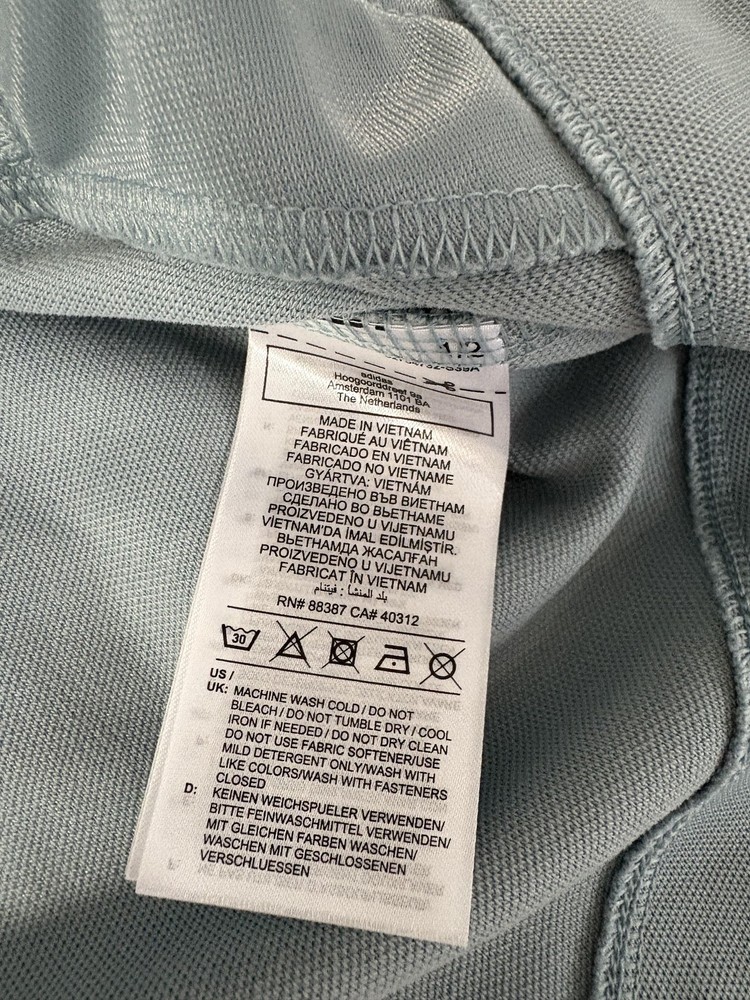 1.2
adidas
Hoogoorddreef 9a
Amsterdam 1101 BA
The Netherlands
MADE IN VIETNAM
FABRIQUÉ AU VIÊTNAM
FABRICADO EN VIETNAM
FABRICADO NO VIETNAME
GYÁRTVA: VIETNÁM
ПРОИЗВЕДЕНО ВЪВ ВИЕТНАМ
СДЕЛАНО ВО ВЬЕТНАМЕ
PROIZVEDENO U VIJETNAMU
VIETNAM'DA İMAL EDİLMİŞTİR.
ВЬЕТНАМДА ЖАСАЛҒАН
PROIZVEDENO U VIJETNAMU
FABRICAT ÎN VIETNAM
بلد المنشأ : فيتنام
RN# 88387 CA# 40312
30
US /
UK: MACHINE WASH COLD / DO NOT
BLEACH / DO NOT TUMBLE DRY / COOL
IRON IF NEEDED / DO NOT DRY CLEAN
DO NOT USE FABRIC SOFTENER/USE
MILD DETERGENT ONLY/WASH WITH
LIKE COLORS/WASH WITH FASTENERS
CLOSED
D: KEINEN WEICHSPUELER VERWENDEN/
BITTE FEINWASCHMITTEL VERWENDEN/
MIT GLEICHEN FARBEN WASCHEN/
WASCHEN MIT GESCHLOSSENEN
VERSCHLUESSEN